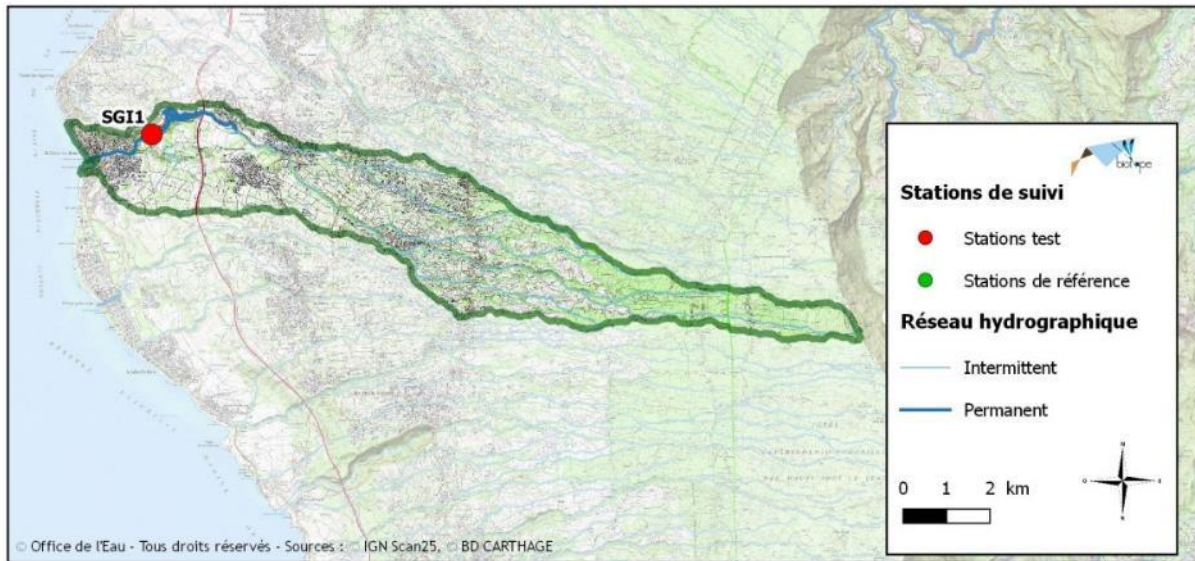 SGI1
biotope
Stations de suivi
Stations test
Stations de référence
Réseau hydrographique
Intermittent
Permanent
N
O
E
S
0 1 2 km
© Office de l'Eau - Tous droits réservés - Sources : © IGN Scan25, © BD CARTHAGE